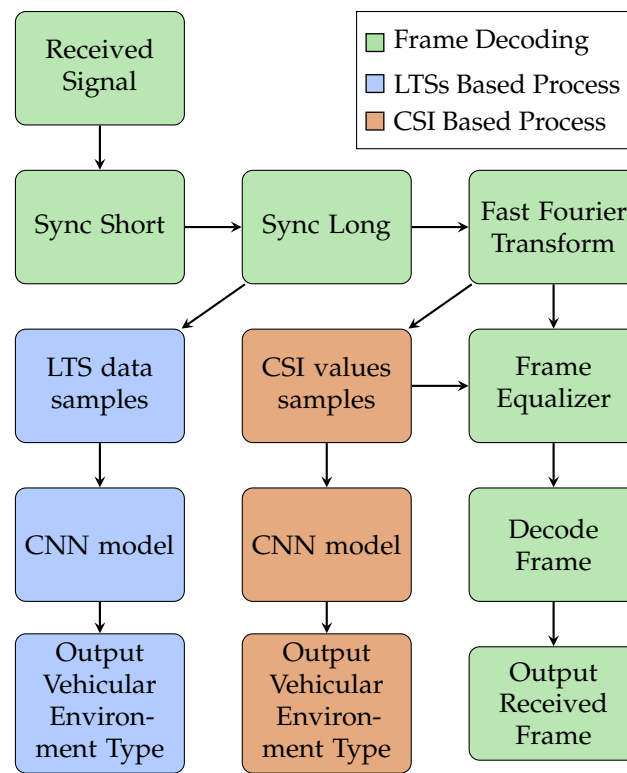 Received
Signal
Frame Decoding
LTSs Based Process
CSI Based Process
Sync Short
Sync Long
Fast Fourier
Transform
LTS data
samples
CSI values
samples
Frame
Equalizer
CNN model
CNN model
Decode
Frame
Output
Vehicular
Environ-
ment Type
Output
Vehicular
Environ-
ment Type
Output
Received
Frame